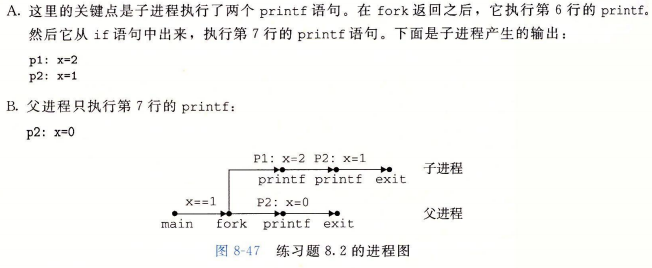 A. 这里的关键点是子进程执行了两个 printf 语句。在 fork 返回之后，它执行第 6 行的 printf。
然后它从 if 语句中出来，执行第 7 行的 printf 语句。下面是子进程产生的输出：
p1: x=2
p2: x=1
B. 父进程只执行第 7 行的 printf：
p2: x=0
P1: x=2 P2: x=1
printf printf exit 子进程
x==1 P2: x=0
main fork printf exit 父进程
图 8-47 练习题 8.2 的进程图